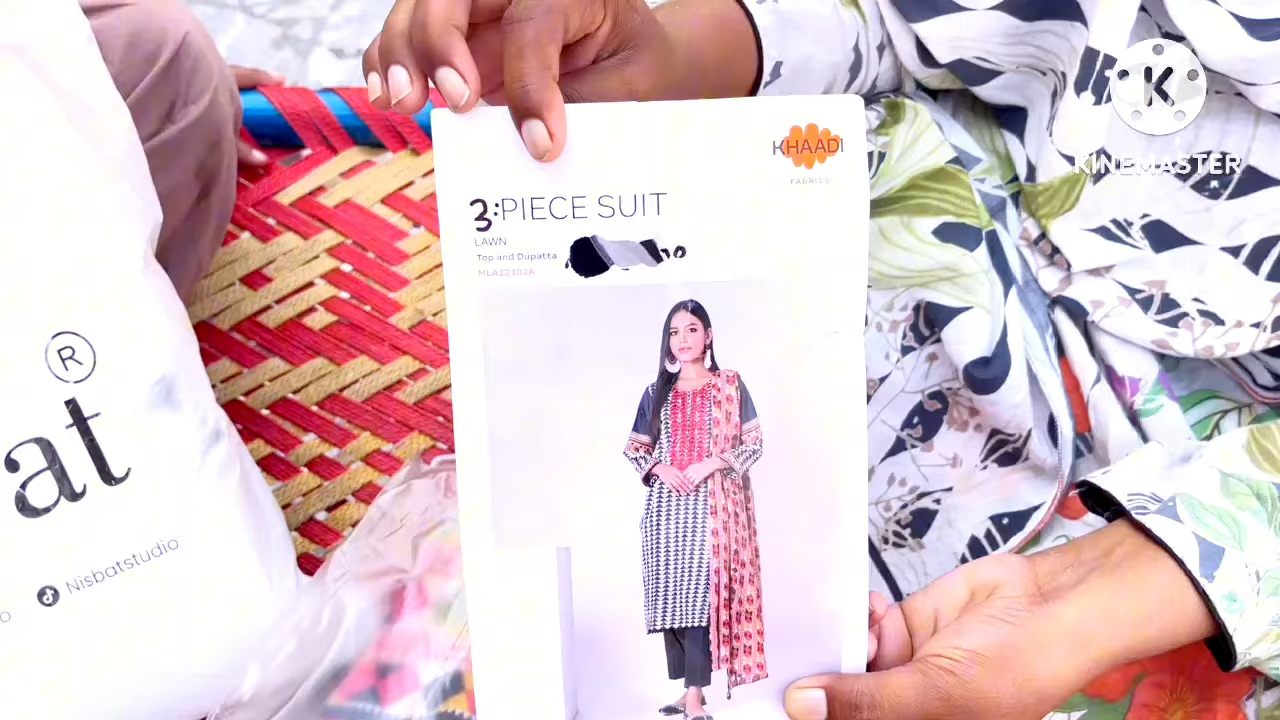 KHAADI
FABRICS
3:PIECE SUIT
LAWN
Top and Dupatta
MLA22303A
KINEMASTER
®
at
Nisbatstudio
o